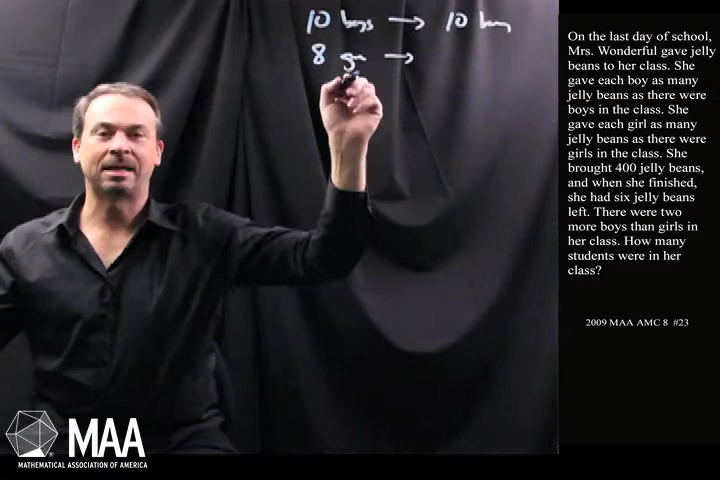 10 boys → 10
8 →
On the last day of school,
Mrs. Wonderful gave jelly
beans to her class. She
gave each boy as many
jelly beans as there were
boys in the class. She
gave each girl as many
jelly beans as there were
girls in the class. She
brought 400 jelly beans,
and when she finished,
she had six jelly beans
left. There were two
more boys than girls in
her class. How many
students were in her
class?
2009 MAA AMC 8 #23
MAA
MATHEMATICAL ASSOCIATION OF AMERICA